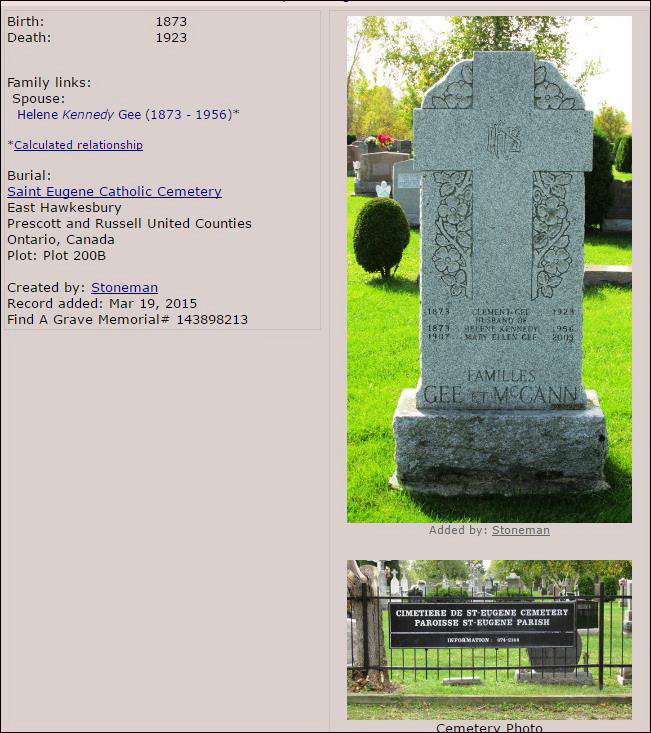 Birth: 1873
Death: 1923
Family links:
Spouse:
Helene Kennedy Gee (1873 - 1956)*
*Calculated relationship
Burial:
Saint Eugene Catholic Cemetery
East Hawkesbury
Prescott and Russell United Counties
Ontario, Canada
Plot: Plot 200B
Created by: Stoneman
Record added: Mar 19, 2015
Find A Grave Memorial# 143898213
ihs
1873 CLEMENT GEE 1923
HUSBAND OF
1873 HELENE KENNEDY 1956
1907 MARY ELLEN GEE 2003
FAMILLES
GEE ET McCANN
Added by: Stoneman
CIMETIERE DE ST-EUGENE CEMETERY
PAROISSE ST-EUGENE PARISH
INFORMATION : 674-2108
Cemetery Photo